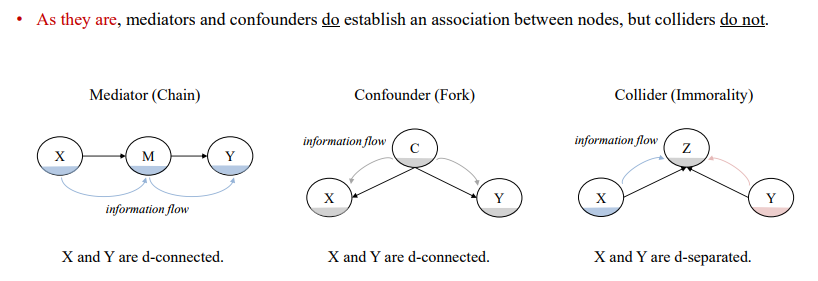 • As they are, mediators and confounders do establish an association between nodes, but colliders do not.
Mediator (Chain)
X
M
Y
information flow
X and Y are d-connected.
Confounder (Fork)
information flow
C
X
Y
X and Y are d-connected.
Collider (Immorality)
information flow
Z
X
Y
X and Y are d-separated.